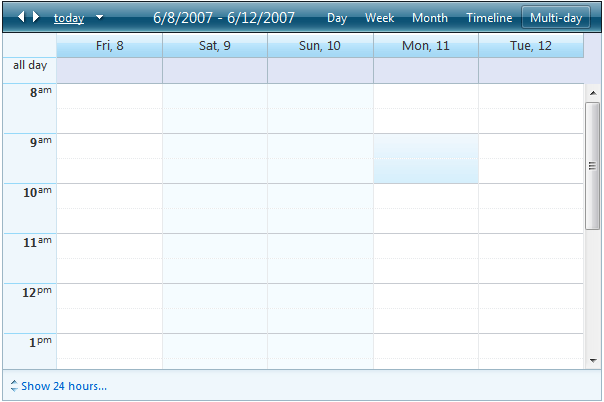 today 6/8/2007 - 6/12/2007 Day Week Month Timeline Multi-day
Fri, 8 Sat, 9 Sun, 10 Mon, 11 Tue, 12
all day
8am
9am
10am
11am
12pm
1pm
Show 24 hours...